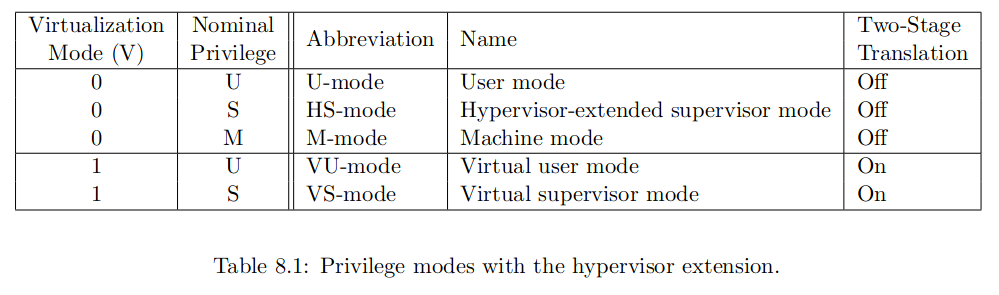 Virtualization Mode (V) Nominal Privilege Abbreviation Name Two-Stage Translation
0 U U-mode User mode Off
0 S HS-mode Hypervisor-extended supervisor mode Off
0 M M-mode Machine mode Off
1 U VU-mode Virtual user mode On
1 S VS-mode Virtual supervisor mode On
Table 8.1: Privilege modes with the hypervisor extension.